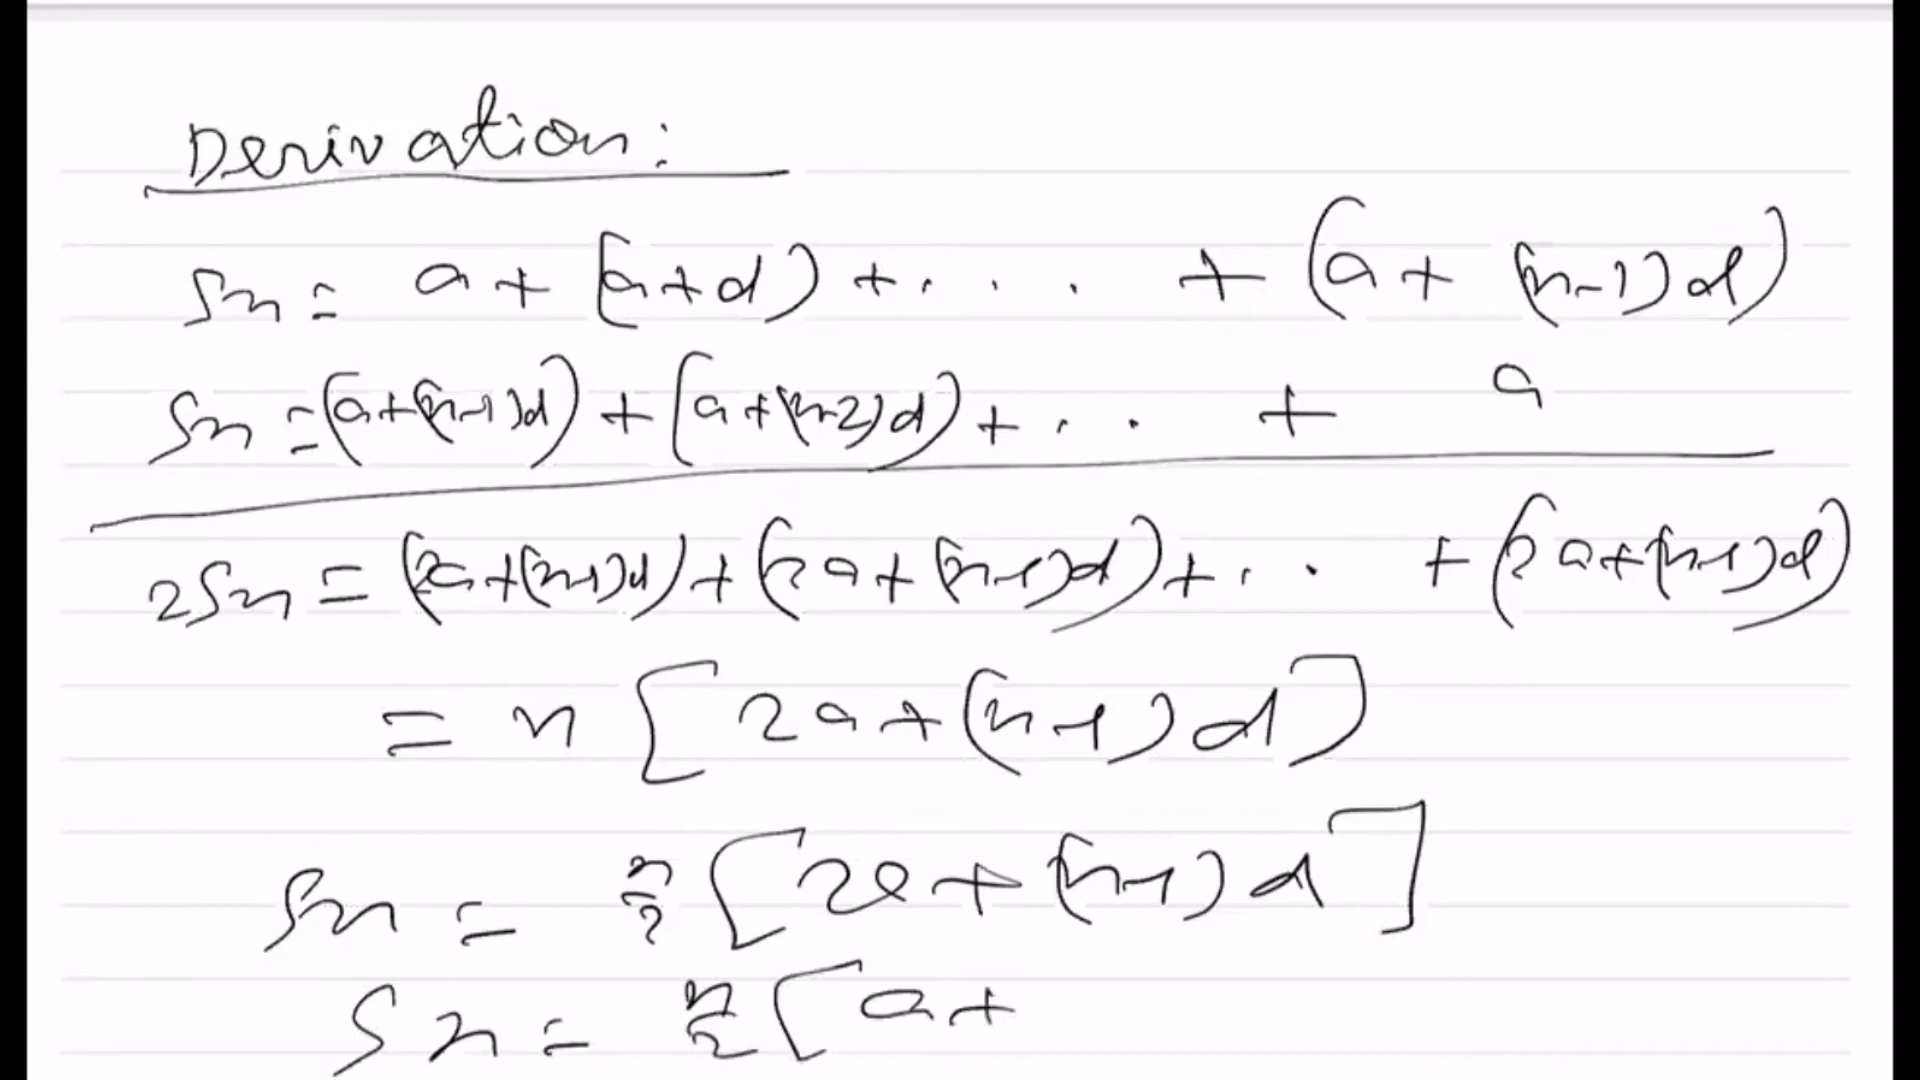 Derivation:
Sn = a + (a+d) + . . . + (a + (n-1)d)
Sn = (a+(n-1)d) + (a+(n-2)d) + . . + a
2Sn = (2a+(n-1)d) + (2a+(n-1)d) + . . + (2a+(n-1)d)
= n [2a+(n-1)d]
Sn = n/2 [2a+(n-1)d]
Sn = n/2 [a+